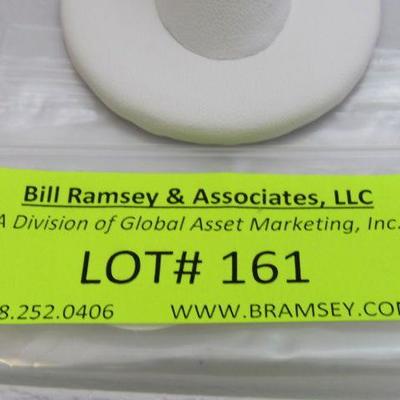 Bill Ramsey & Associates, LLC
A Division of Global Asset Marketing, Inc.
LOT# 161
8.252.0406 WWW.BRAMSEY.CO